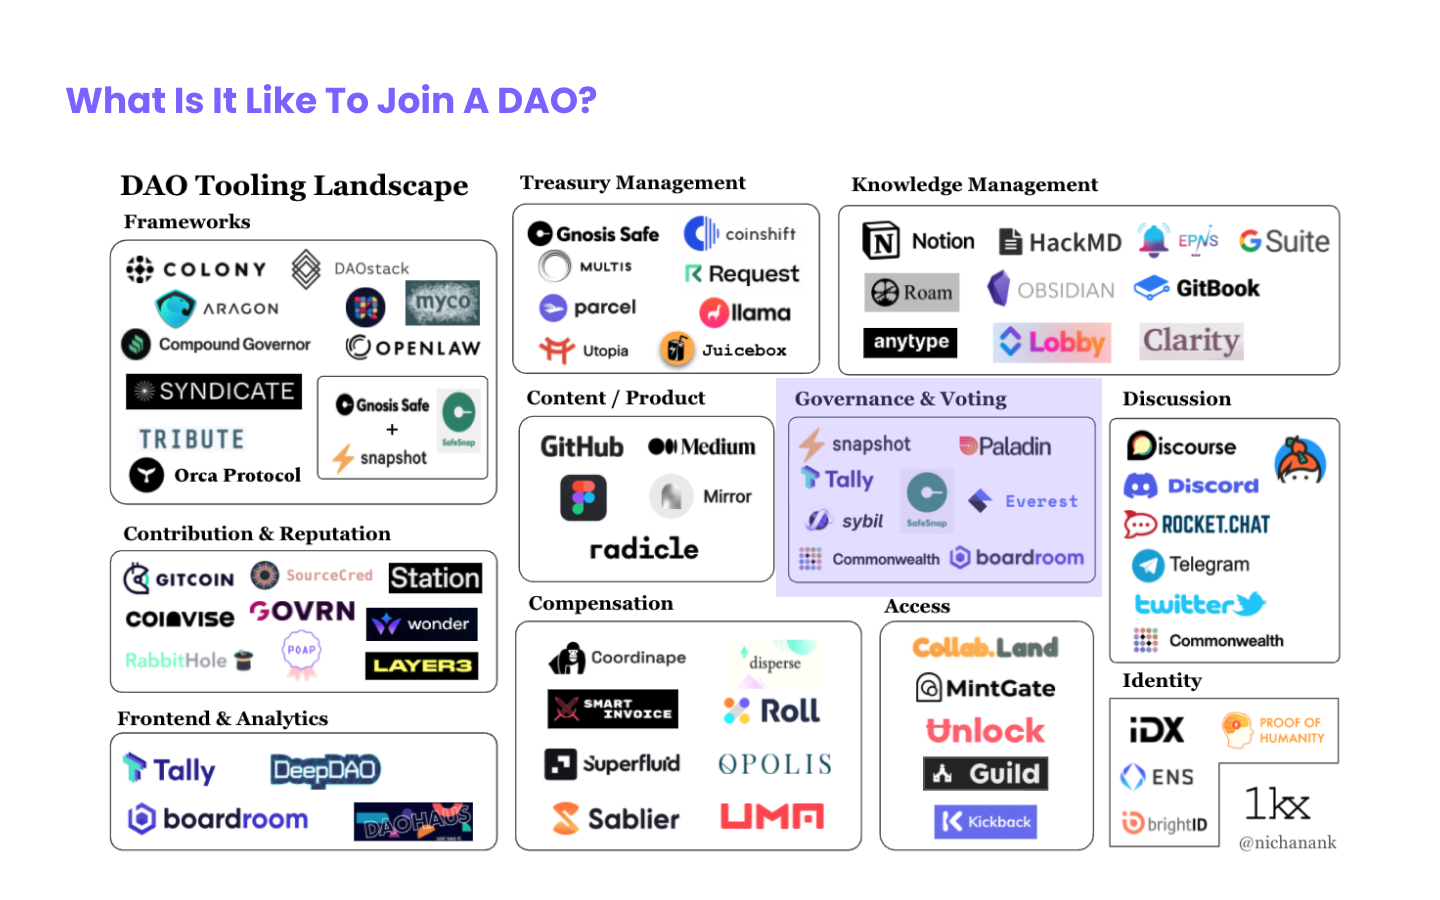 What Is It Like To Join A DAO?
DAO Tooling Landscape
Frameworks
COLONY
DAOstack
ARAGON
myco
Compound Governor
OPENLAW
SYNDICATE
Gnosis Safe
+
snapshot
SafeSnap
TRIBUTE
Orca Protocol
Contribution & Reputation
GITCOIN
SourceCred
Station
COINVISE
GOVRN
wonder
RabbitHole
POAP
LAYER3
Frontend & Analytics
Tally
DeepDAO
boardroom
DAOHAUS
Treasury Management
Gnosis Safe
coinshift
MULTIS
Request
parcel
llama
Utopia
Juicebox
Content / Product
GitHub
Medium
Mirror
radicle
Compensation
Coordinape
disperse
SMART
INVOICE
Roll
Superfluid
OPOLIS
Sablier
UMA
Knowledge Management
Notion
HackMD
EPNS
G Suite
Roam
OBSIDIAN
GitBook
anytype
Lobby
Clarity
Governance & Voting
snapshot
Paladin
Tally
SafeSnap
Everest
sybil
Commonwealth
boardroom
Access
Collab.Land
MintGate
Unlock
Guild
Kickback
Discussion
Discourse
Discord
ROCKET.CHAT
Telegram
twitter
Commonwealth
Identity
iDX
PROOF OF
HUMANITY
ENS
brightID
1kx
@nichanank